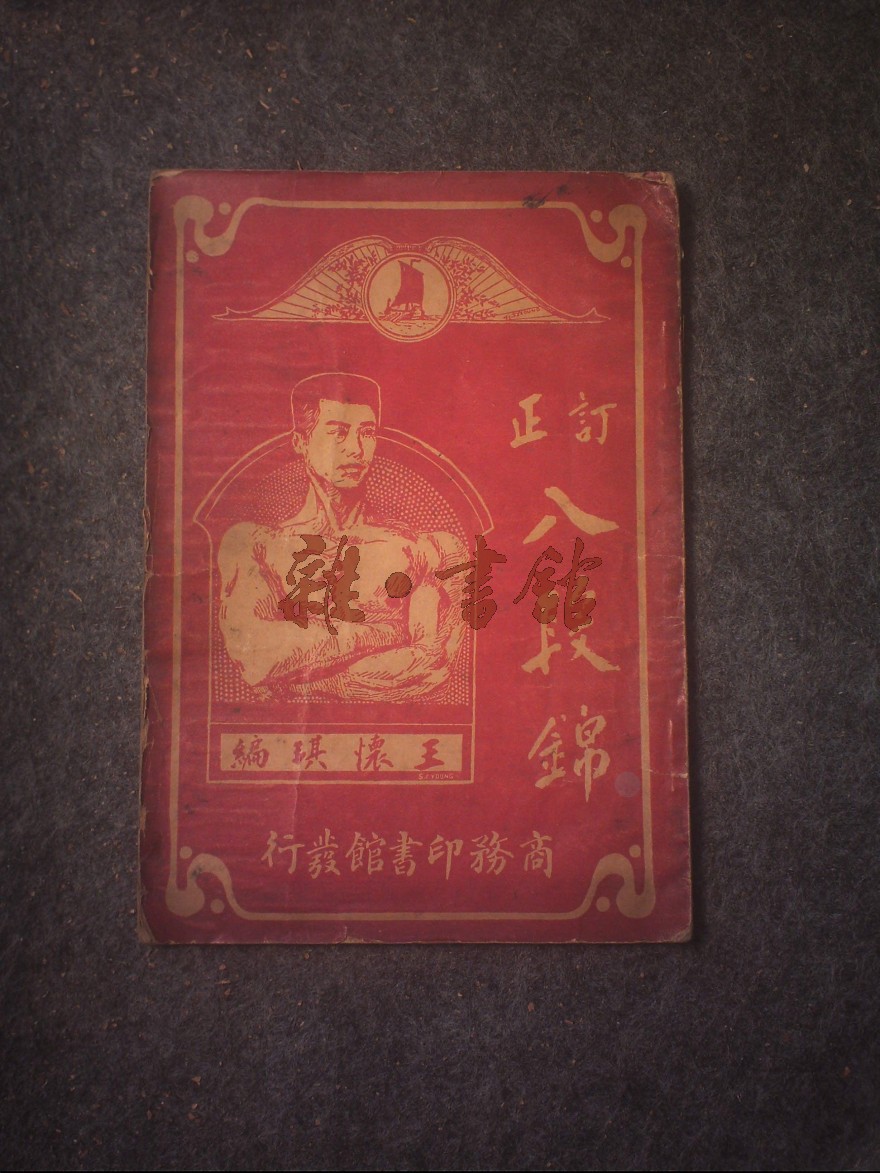 訂正
八段錦
雜·書館
王懷琪編
商務印書館發行